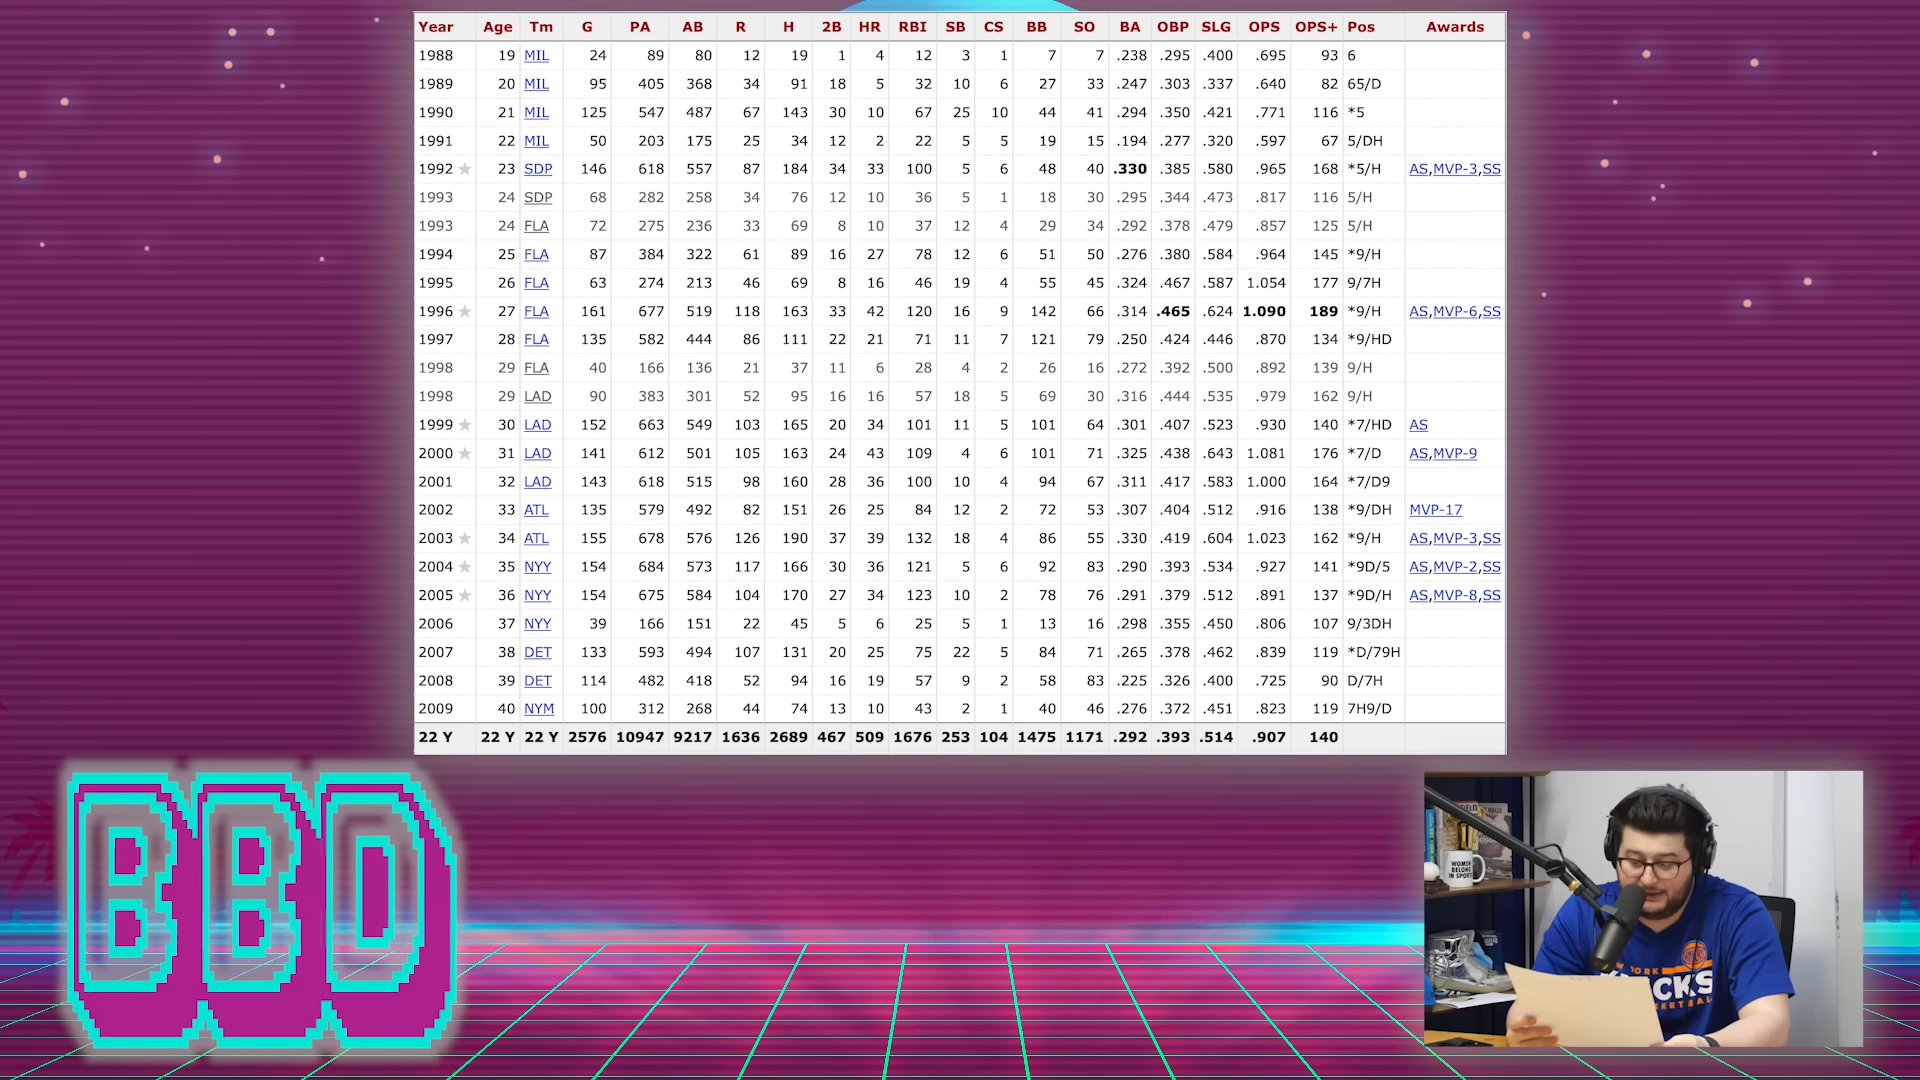 Year Age Tm G PA AB R H 2B HR RBI SB CS BB SO BA OBP SLG OPS OPS+ Pos Awards
1988 19 MIL 24 89 80 12 19 1 4 12 3 1 7 7 .238 .295 .400 .695 93 6
1989 20 MIL 95 405 368 34 91 18 5 32 10 6 27 33 .247 .303 .337 .640 82 65/D
1990 21 MIL 125 547 487 67 143 30 10 67 25 10 44 41 .294 .350 .421 .771 116 *5
1991 22 MIL 50 203 175 25 34 12 2 22 5 5 19 15 .194 .277 .320 .597 67 5/DH
1992 ★ 23 SDP 146 618 557 87 184 34 33 100 5 6 48 40 .330 .385 .580 .965 168 *5/H AS,MVP-3,SS
1993 24 SDP 68 282 258 34 76 12 10 36 5 1 18 30 .295 .344 .473 .817 116 5/H
1993 24 FLA 72 275 236 33 69 8 10 37 12 4 29 34 .292 .378 .479 .857 125 5/H
1994 25 FLA 87 384 322 61 89 16 27 78 12 6 51 50 .276 .380 .584 .964 145 *9/H
1995 26 FLA 63 274 213 46 69 8 16 46 19 4 55 45 .324 .467 .587 1.054 177 9/7H
1996 ★ 27 FLA 161 677 519 118 163 33 42 120 16 9 142 66 .314 .465 .624 1.090 189 *9/H AS,MVP-6,SS
1997 28 FLA 135 582 444 86 111 22 21 71 11 7 121 79 .250 .424 .446 .870 134 *9/HD
1998 29 FLA 40 166 136 21 37 11 6 28 4 2 26 16 .272 .392 .500 .892 139 9/H
1998 29 LAD 90 383 301 52 95 16 16 57 18 5 69 30 .316 .444 .535 .979 162 9/H
1999 ★ 30 LAD 152 663 549 103 165 20 34 101 11 5 101 64 .301 .407 .523 .930 140 *7/HD AS
2000 ★ 31 LAD 141 612 501 105 163 24 43 109 4 6 101 71 .325 .438 .643 1.081 176 *7/D AS,MVP-9
2001 32 LAD 143 618 515 98 160 28 36 100 10 4 94 67 .311 .417 .583 1.000 164 *7/D9
2002 33 ATL 135 579 492 82 151 26 25 84 12 2 72 53 .307 .404 .512 .916 138 *9/DH MVP-17
2003 ★ 34 ATL 155 678 576 126 190 37 39 132 18 4 86 55 .330 .419 .604 1.023 162 *9/H AS,MVP-3,SS
2004 ★ 35 NYY 154 684 573 117 166 30 36 121 5 6 92 83 .290 .393 .534 .927 141 *9D/5 AS,MVP-2,SS
2005 ★ 36 NYY 154 675 584 104 170 27 34 123 10 2 78 76 .291 .379 .512 .891 137 *9D/H AS,MVP-8,SS
2006 37 NYY 39 166 151 22 45 5 6 25 5 1 13 16 .298 .355 .450 .806 107 9/3DH
2007 38 DET 133 593 494 107 131 20 25 75 22 5 84 71 .265 .378 .462 .839 119 *D/79H
2008 39 DET 114 482 418 52 94 16 19 57 9 2 58 83 .225 .326 .400 .725 90 D/7H
2009 40 NYM 100 312 268 44 74 13 10 43 2 1 40 46 .276 .372 .451 .823 119 7H9/D
22 Y 22 Y 22 Y 2576 10947 9217 1636 2689 467 509 1676 253 104 1475 1171 .292 .393 .514 .907 140
BBD
WOMEN
BELONG
IN SPORTS